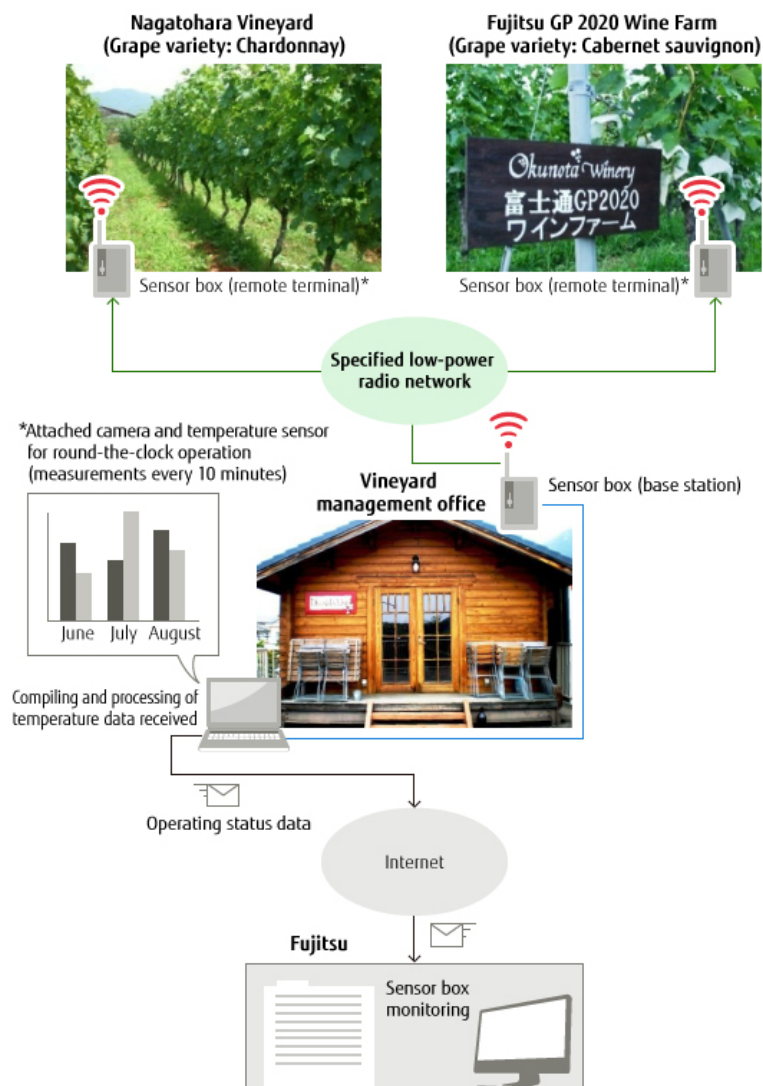 Nagatohara Vineyard
(Grape variety: Chardonnay)
Fujitsu GP 2020 Wine Farm
(Grape variety: Cabernet sauvignon)
Okunota Winery
富士通GP2020
ワインファーム
Sensor box (remote terminal)*
Sensor box (remote terminal)*
Specified low-power
radio network
*Attached camera and temperature sensor
for round-the-clock operation
(measurements every 10 minutes)
Sensor box (base station)
Vineyard
management office
June July August
Compiling and processing of
temperature data received
Operating status data
Internet
Fujitsu
Sensor box
monitoring